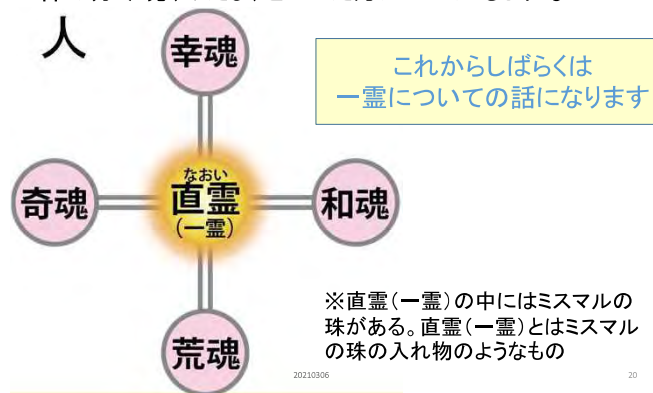 人
幸魂
これからしばらくは
一霊についての話になります
なおい
直霊
(一霊)
奇魂
和魂
荒魂
※直霊(一霊)の中にはミスマルの
珠がある。直霊(一霊)とはミスマル
の珠の入れ物のようなもの
20210306
20